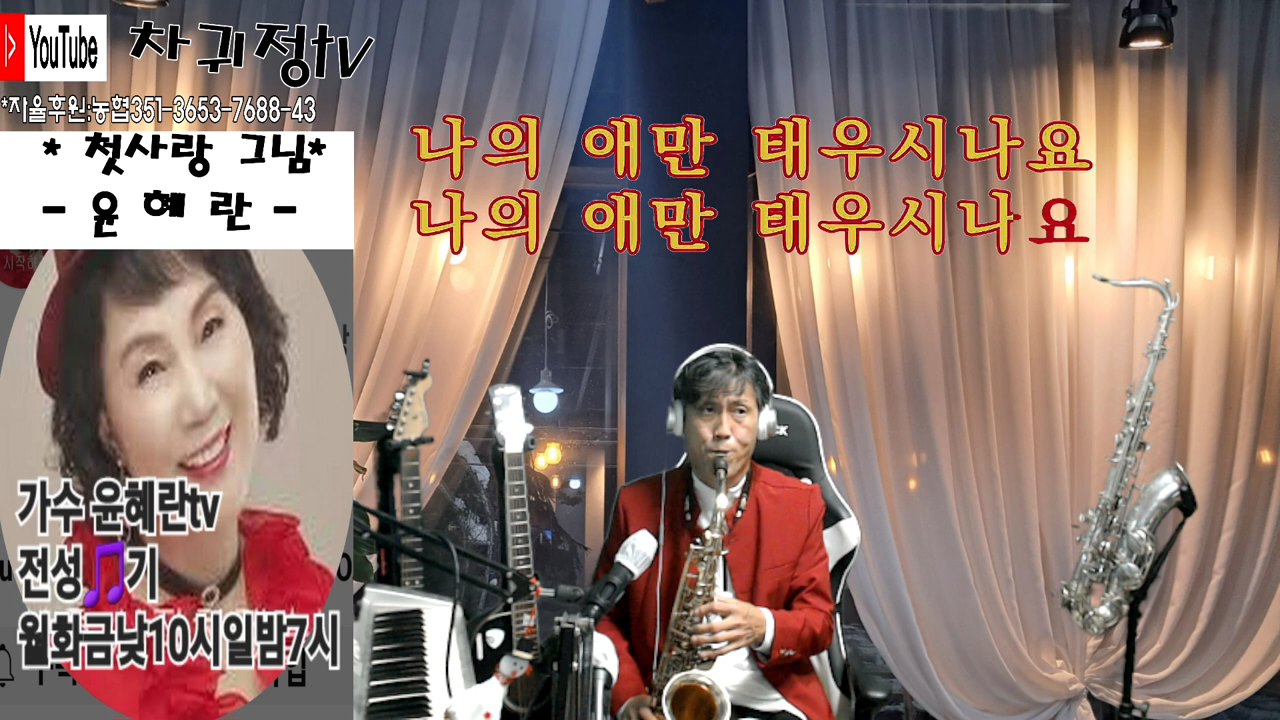 YouTube 차귀정tv
*자율후원:농협351-3653-7688-43
* 첫사랑 그님*
- 윤 혜 란 -
나의 애만 태우시나요
나의 애만 태우시나요
가수 윤혜란tv
전성🎵기
월화금낮10시일밤7시